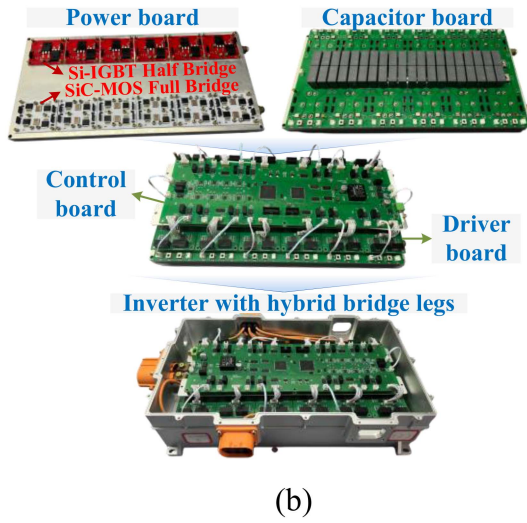 Power board
Capacitor board
Si-IGBT Half Bridge
SiC-MOS Full Bridge
Control
board
Driver
board
Inverter with hybrid bridge legs
(b)